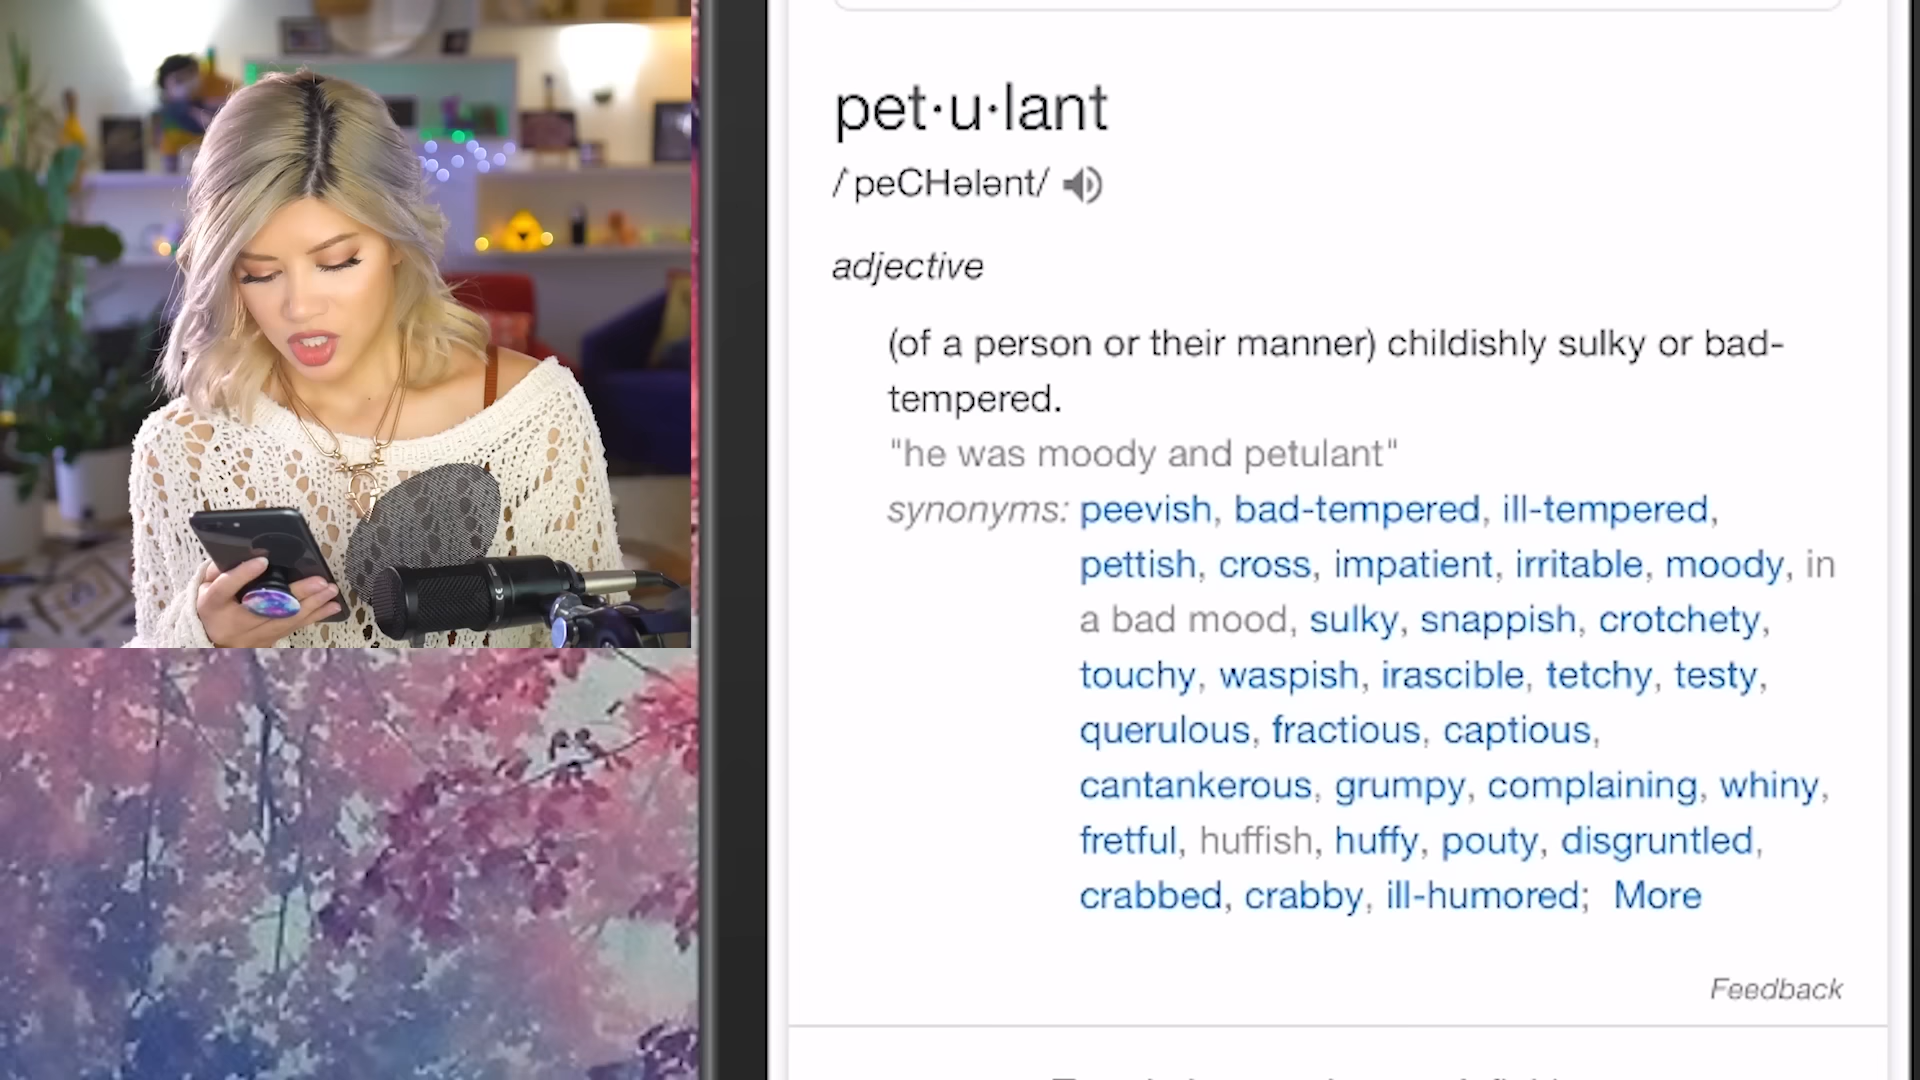 pet·u·lant
/ˈpeCHələnt/
adjective
(of a person or their manner) childishly sulky or bad-
tempered.
"he was moody and petulant"
synonyms: peevish, bad-tempered, ill-tempered,
pettish, cross, impatient, irritable, moody, in
a bad mood, sulky, snappish, crotchety,
touchy, waspish, irascible, tetchy, testy,
querulous, fractious, captious,
cantankerous, grumpy, complaining, whiny,
fretful, huffish, huffy, pouty, disgruntled,
crabbed, crabby, ill-humored; More
Feedback